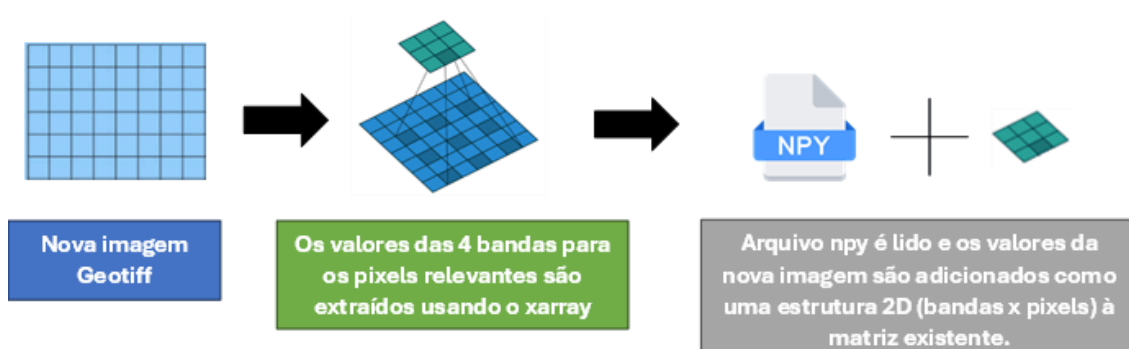 NPY
Nova imagem
Geotiff
Os valores das 4 bandas para
os pixels relevantes são
extraídos usando o xarray
Arquivo npy é lido e os valores da
nova imagem são adicionados como
uma estrutura 2D (bandas x pixels) à
matriz existente.